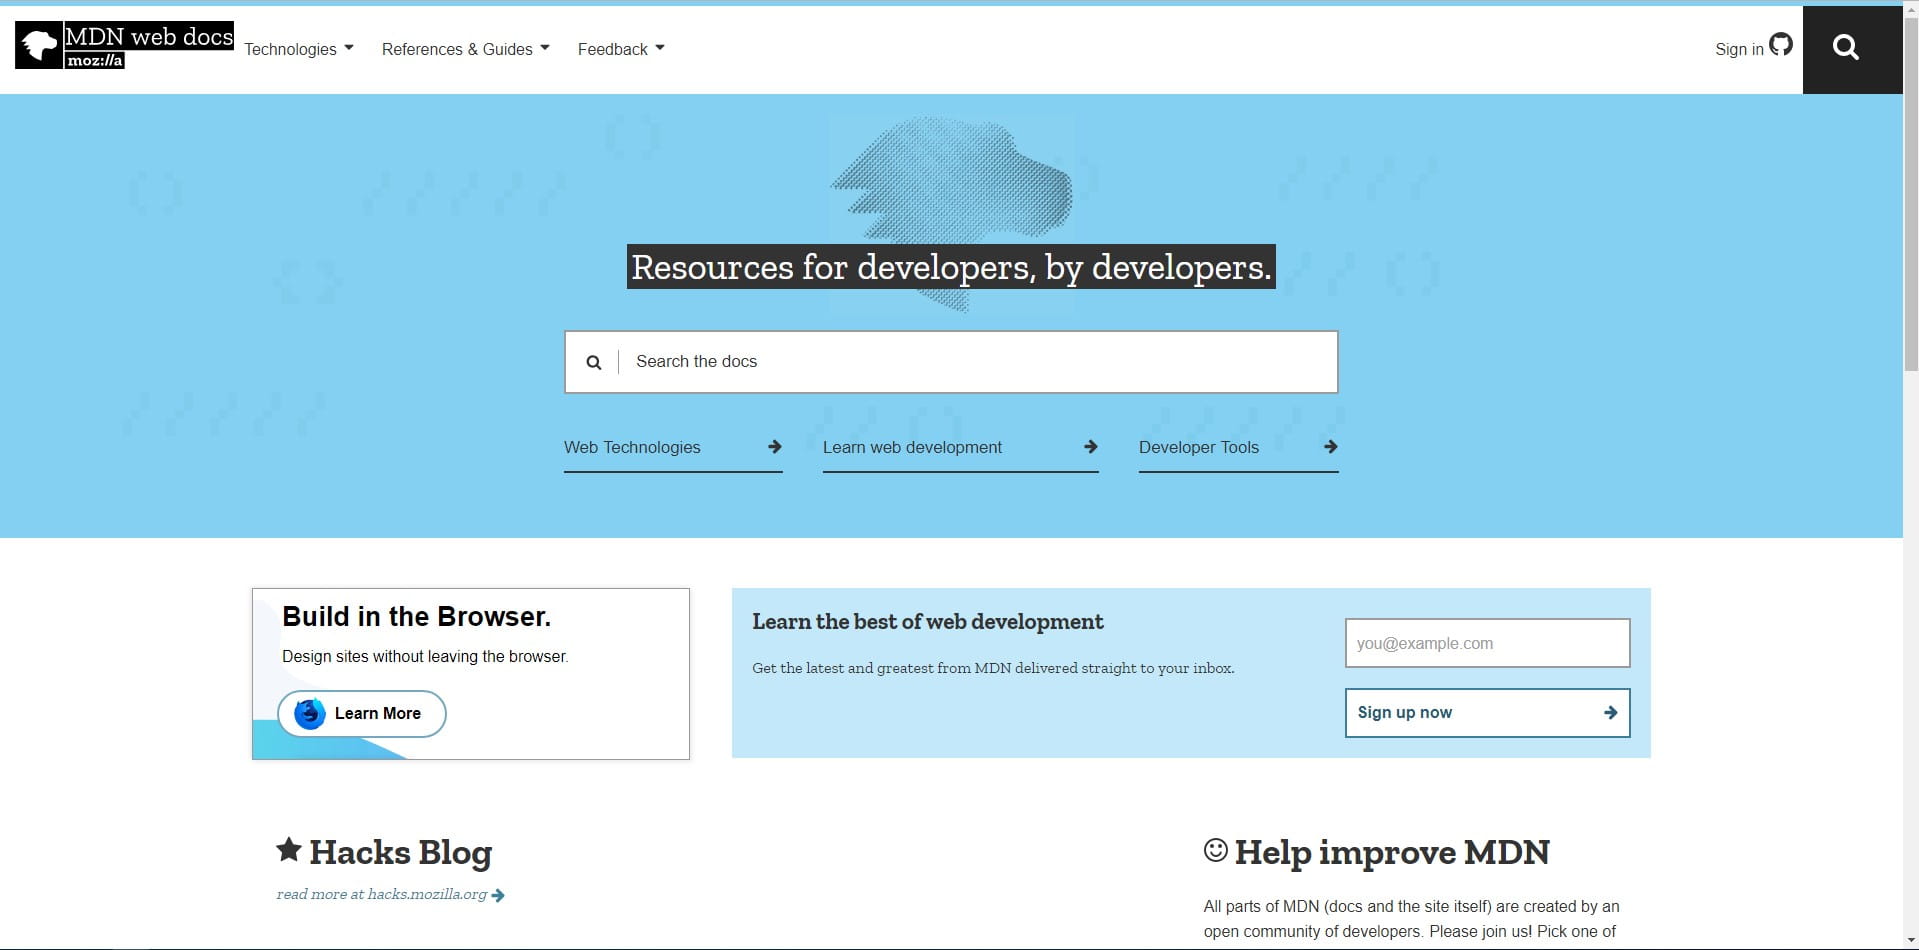 MDN web docs
moz://a
Technologies
References & Guides
Feedback
Sign in
Resources for developers, by developers.
Search the docs
Web Technologies
Learn web development
Developer Tools
Build in the Browser.
Design sites without leaving the browser.
Learn More
Learn the best of web development
Get the latest and greatest from MDN delivered straight to your inbox.
you@example.com
Sign up now
Hacks Blog
read more at hacks.mozilla.org
Help improve MDN
All parts of MDN (docs and the site itself) are created by an
open community of developers. Please join us! Pick one of